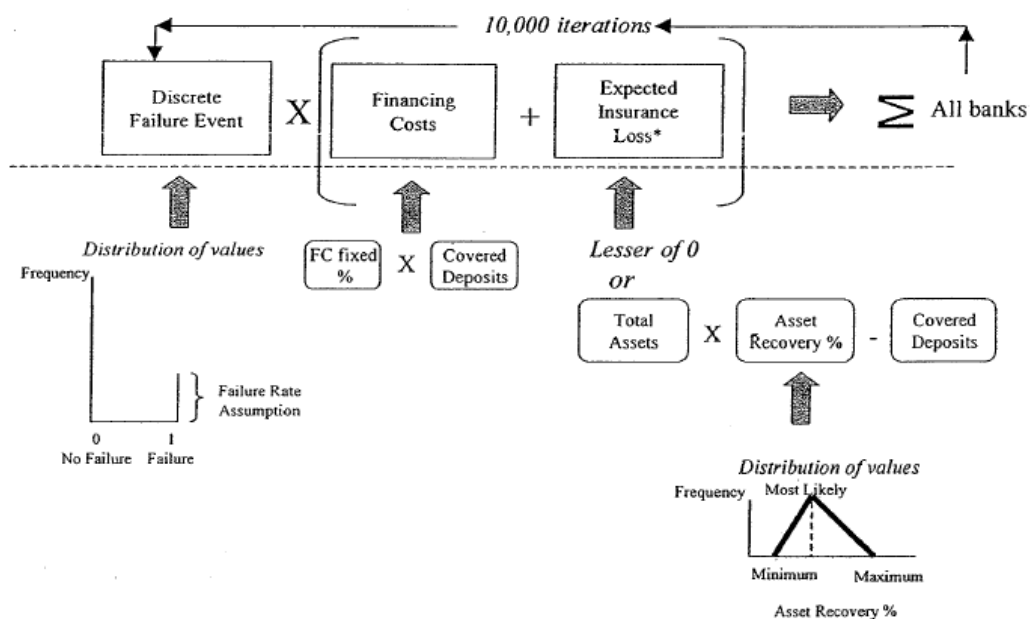 10,000 iterations
Discrete
Failure Event
X
Financing
Costs
+
Expected
Insurance
Loss*
Σ All banks
Distribution of values
Frequency
Failure Rate
Assumption
0
1
No Failure
Failure
FC fixed
%
X
Covered
Deposits
Lesser of 0
or
Total
Assets
X
Asset
Recovery %
-
Covered
Deposits
Distribution of values
Frequency
Most Likely
Minimum
Maximum
Asset Recovery %